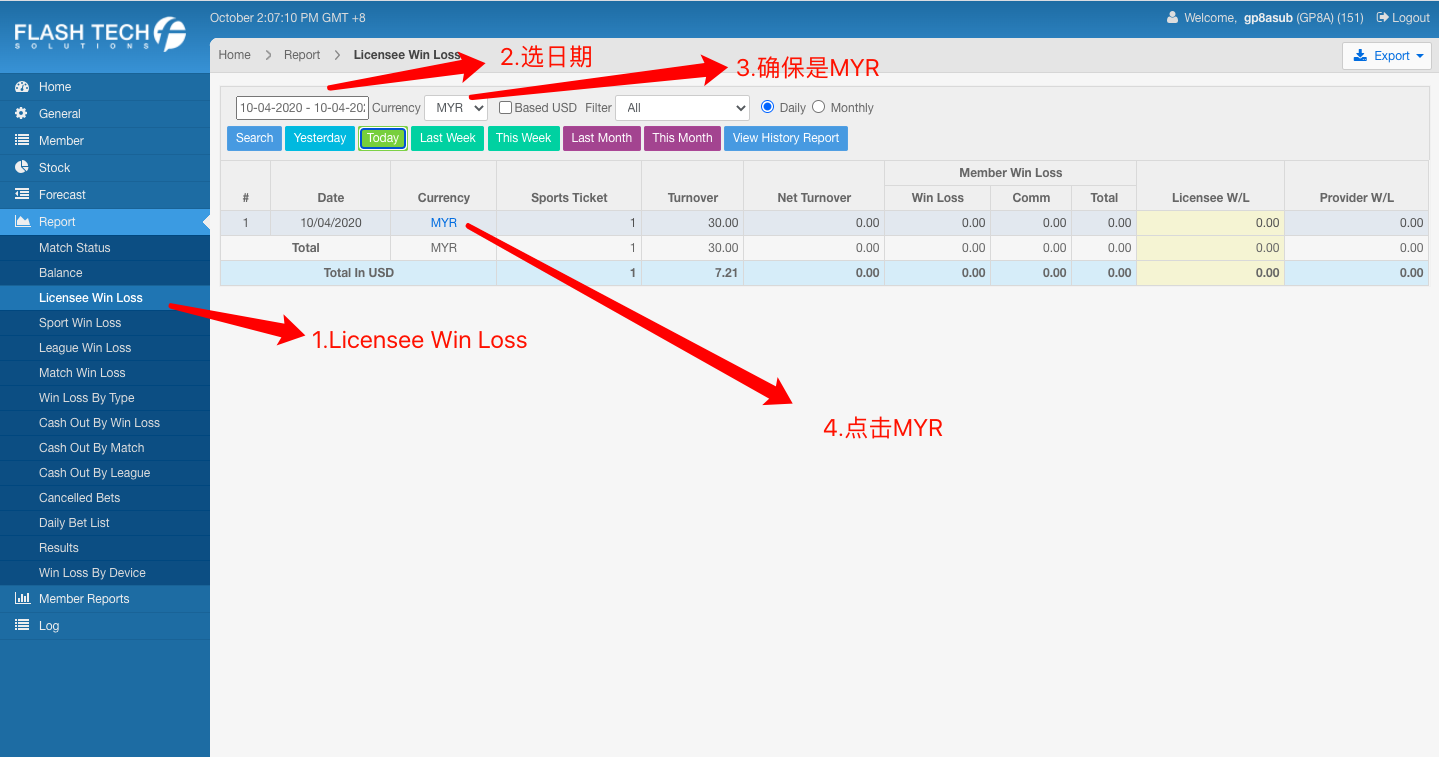 FLASH TECH
SOLUTIONS
October 2:07:10 PM GMT +8
Welcome, gp8asub (GP8A) (151) Logout
Home > Report > Licensee Win Loss
Export
2.选日期
3.确保是MYR
Home
General
Member
Stock
Forecast
Report
Match Status
Balance
Licensee Win Loss
Sport Win Loss
League Win Loss
Match Win Loss
Win Loss By Type
Cash Out By Win Loss
Cash Out By Match
Cash Out By League
Cancelled Bets
Daily Bet List
Results
Win Loss By Device
Member Reports
Log
10-04-2020 - 10-04-202 Currency MYR Based USD Filter All Daily Monthly
Search Yesterday Today Last Week This Week Last Month This Month View History Report
Member Win Loss
# Date Currency Sports Ticket Turnover Net Turnover Win Loss Comm Total Licensee W/L Provider W/L
1 10/04/2020 MYR 1 30.00 0.00 0.00 0.00 0.00 0.00 0.00
Total MYR 1 30.00 0.00 0.00 0.00 0.00 0.00 0.00
Total In USD 1 7.21 0.00 0.00 0.00 0.00 0.00 0.00
1.Licensee Win Loss
4.点击MYR